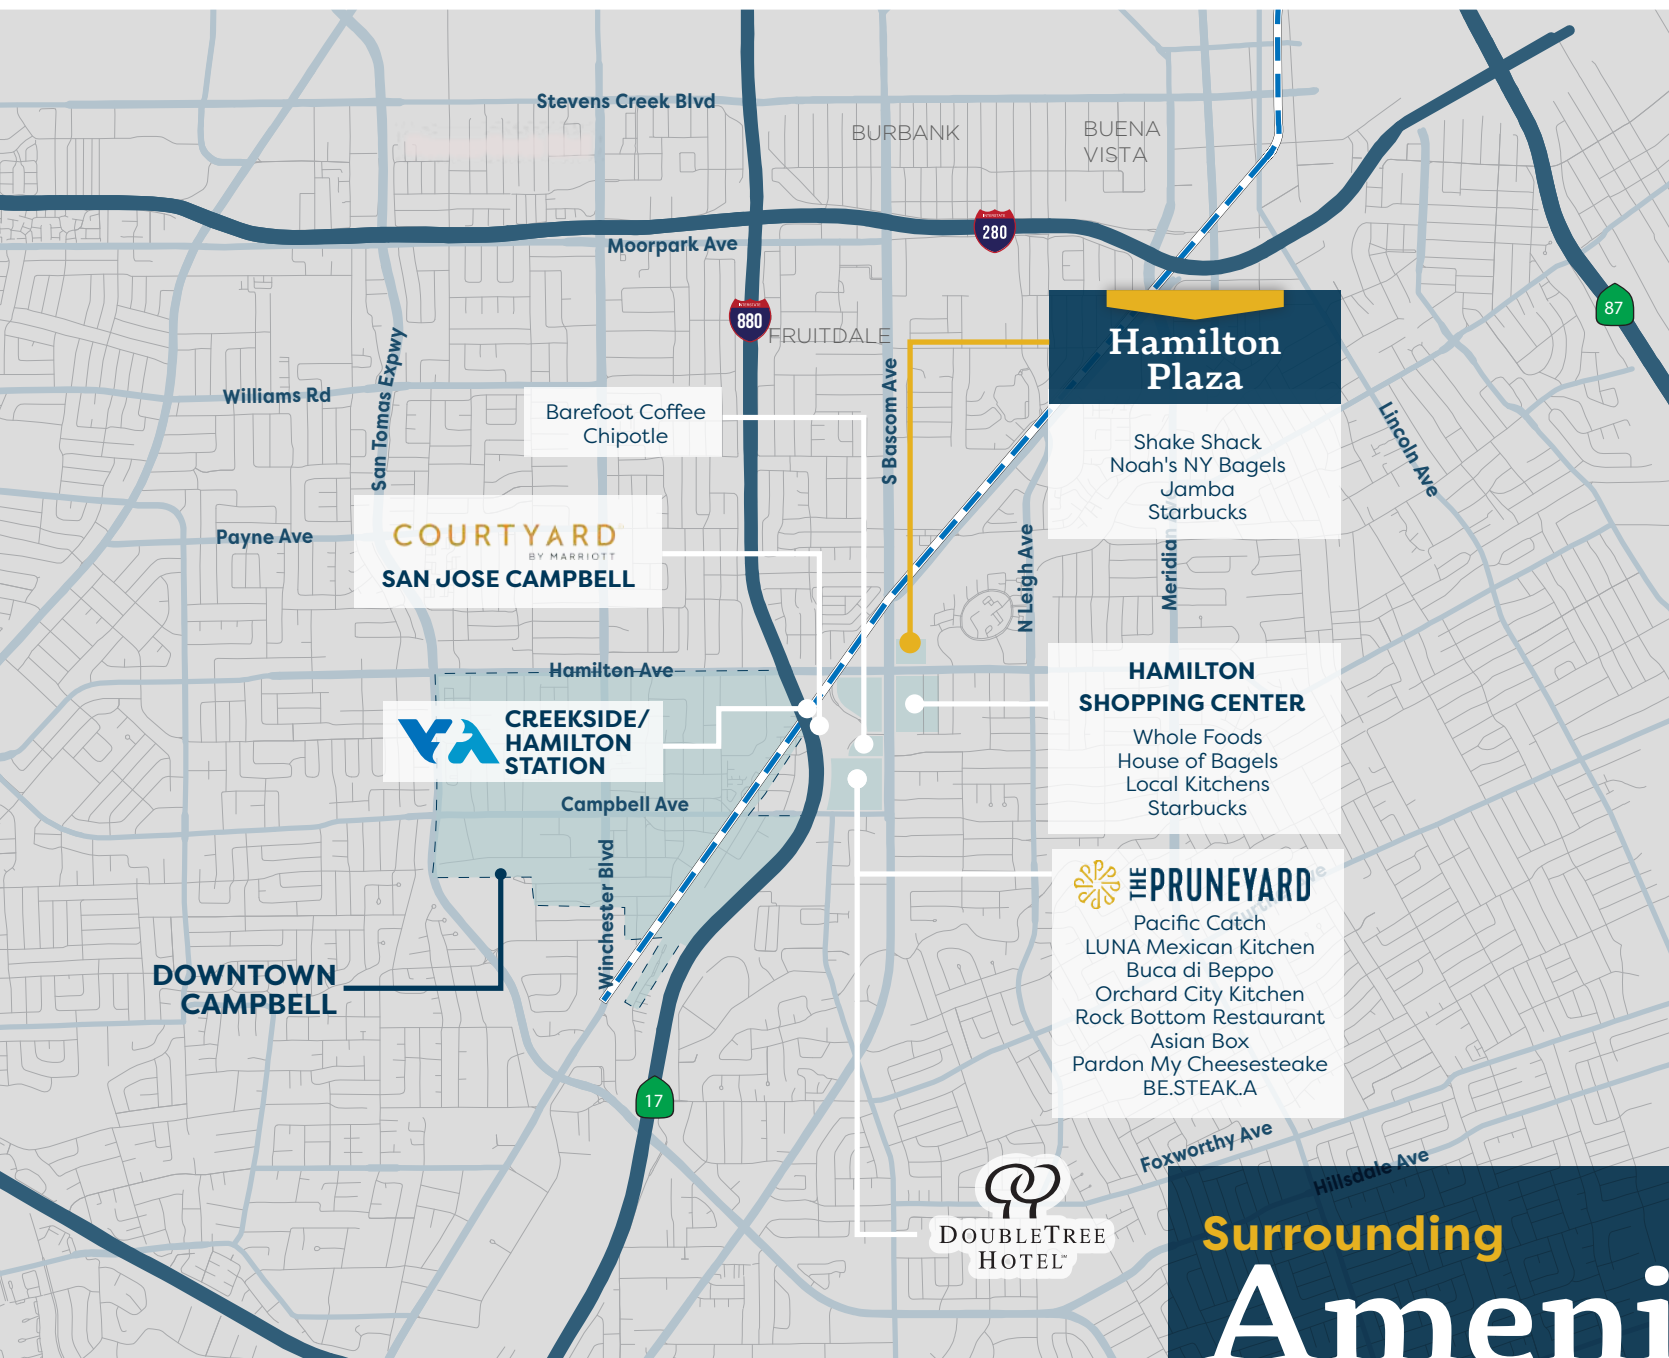 Stevens Creek Blvd
BURBANK
BUENA
VISTA
INTERSTATE
280
Moorpark Ave
INTERSTATE
880
FRUITDALE
87
Hamilton
Plaza
Shake Shack
Noah's NY Bagels
Jamba
Starbucks
San Tomas Expwy
Williams Rd
Barefoot Coffee
Chipotle
S Bascom Ave
Lincoln Ave
Payne Ave
COURTYARD
BY MARRIOTT
SAN JOSE CAMPBELL
N Leigh Ave
Meridian
Hamilton Ave
HAMILTON
SHOPPING CENTER
Whole Foods
House of Bagels
Local Kitchens
Starbucks
VTA
CREEKSIDE/
HAMILTON
STATION
Campbell Ave
Winchester Blvd
THE PRUNEYARD
Pacific Catch
LUNA Mexican Kitchen
Buca di Beppo
Orchard City Kitchen
Rock Bottom Restaurant
Asian Box
Pardon My Cheesesteake
BE.STEAK.A
DOWNTOWN
CAMPBELL
17
Foxworthy Ave
Hillsdale Ave
DOUBLETREE
HOTEL℠
Surrounding
Ameni